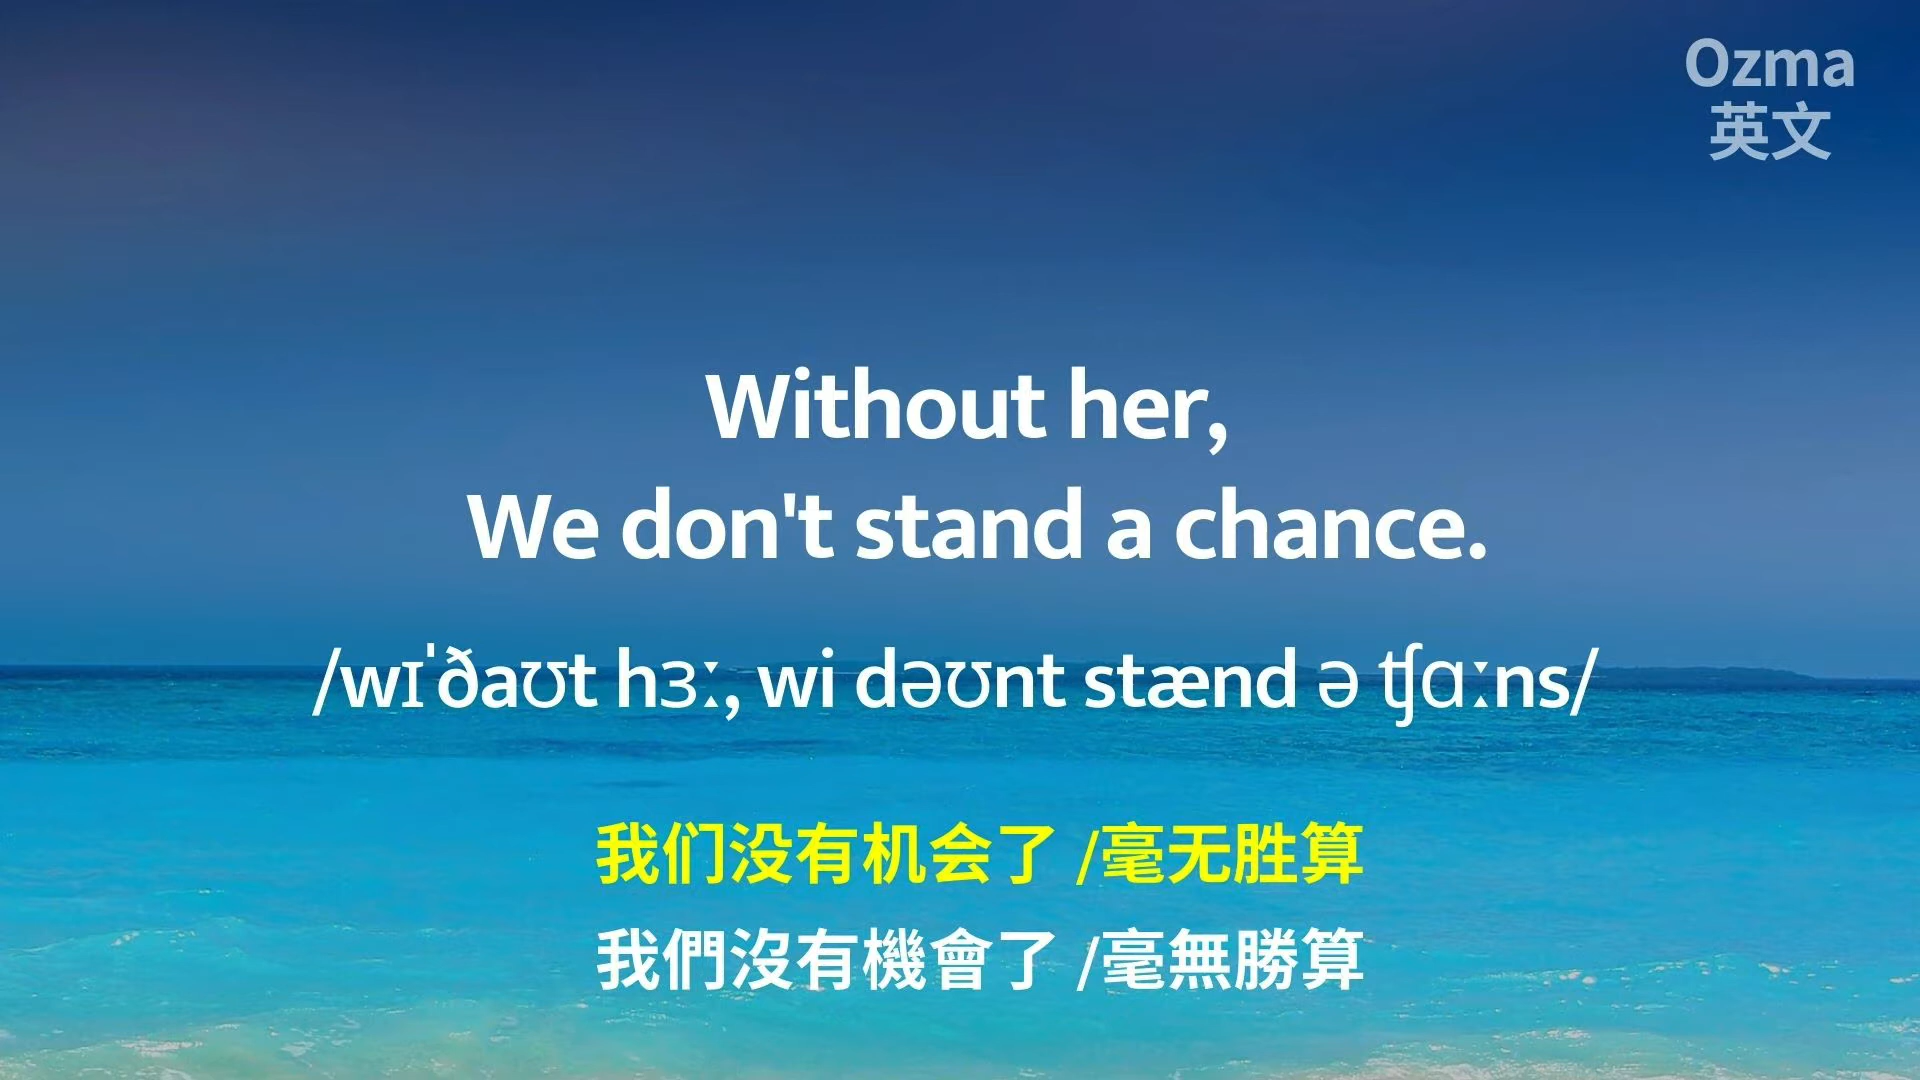 Ozma
英文
Without her,
We don't stand a chance.
/wɪˈðaʊt hɜː, wi dəʊnt stænd ə ʧɑːns/
我们没有机会了 /毫无胜算
我們沒有機會了 /毫無勝算